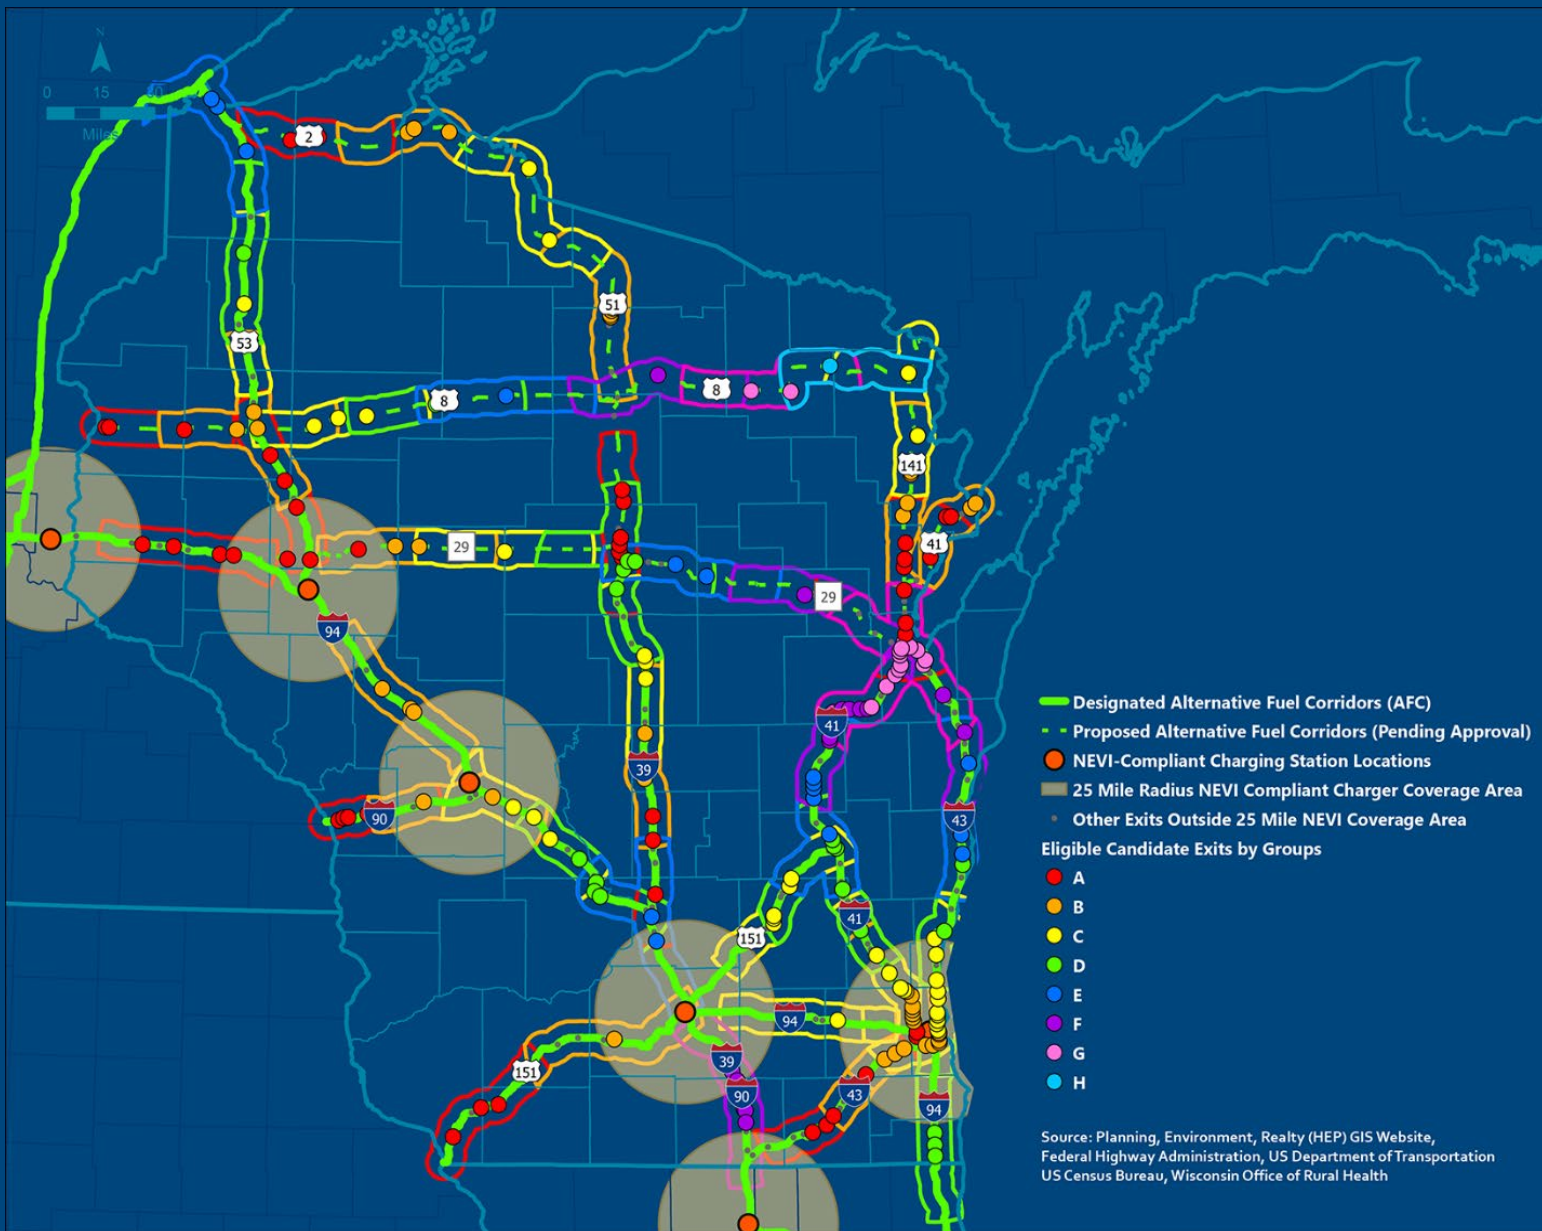 N
0 15 30
Miles
2
51
53
8
8
141
29
41
29
94
41
39
90
43
41
151
94
39
151
90
43
94
Designated Alternative Fuel Corridors (AFC)
Proposed Alternative Fuel Corridors (Pending Approval)
NEVI-Compliant Charging Station Locations
25 Mile Radius NEVI Compliant Charger Coverage Area
Other Exits Outside 25 Mile NEVI Coverage Area
Eligible Candidate Exits by Groups
A
B
C
D
E
F
G
H
Source: Planning, Environment, Realty (HEP) GIS Website,
Federal Highway Administration, US Department of Transportation
US Census Bureau, Wisconsin Office of Rural Health